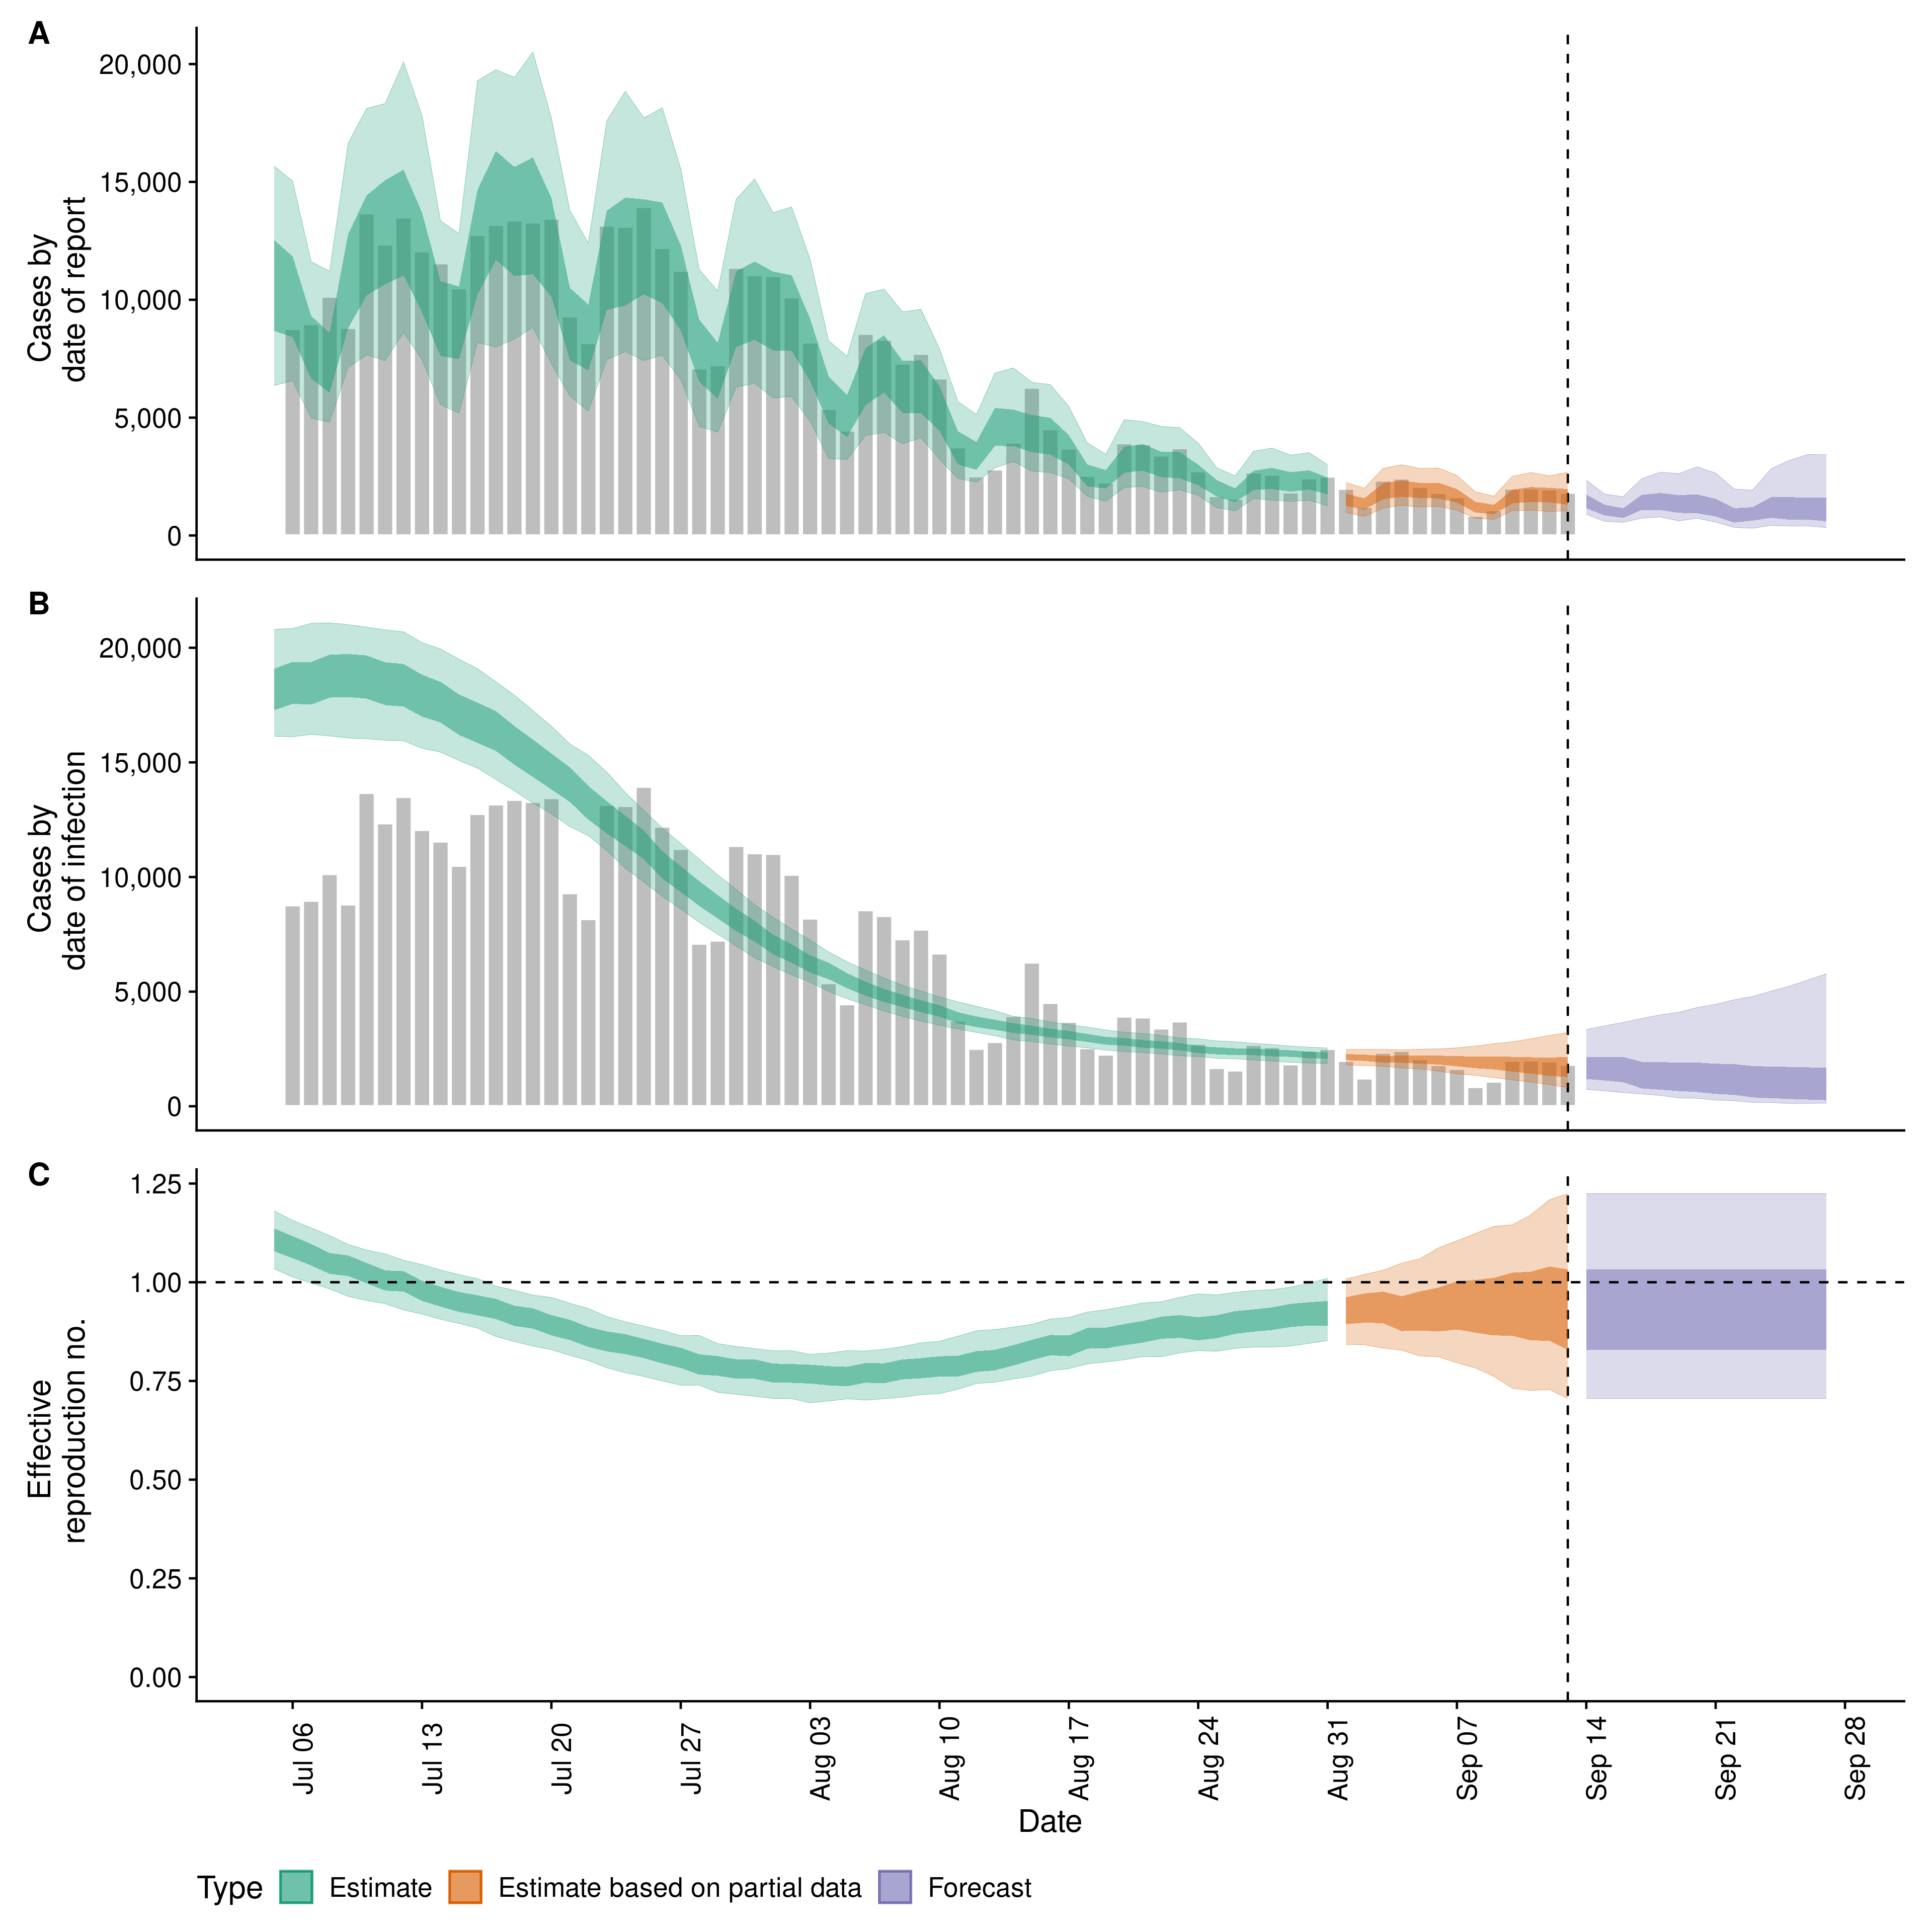 A
20,000
15,000
10,000
5,000
0
Cases by
date of report
B
20,000
15,000
10,000
5,000
0
Cases by
date of infection
C
1.25
1.00
0.75
0.50
0.25
0.00
Effective
reproduction no.
Jul 06
Jul 13
Jul 20
Jul 27
Aug 03
Aug 10
Aug 17
Aug 24
Aug 31
Sep 07
Sep 14
Sep 21
Sep 28
Date
Type Estimate Estimate based on partial data Forecast